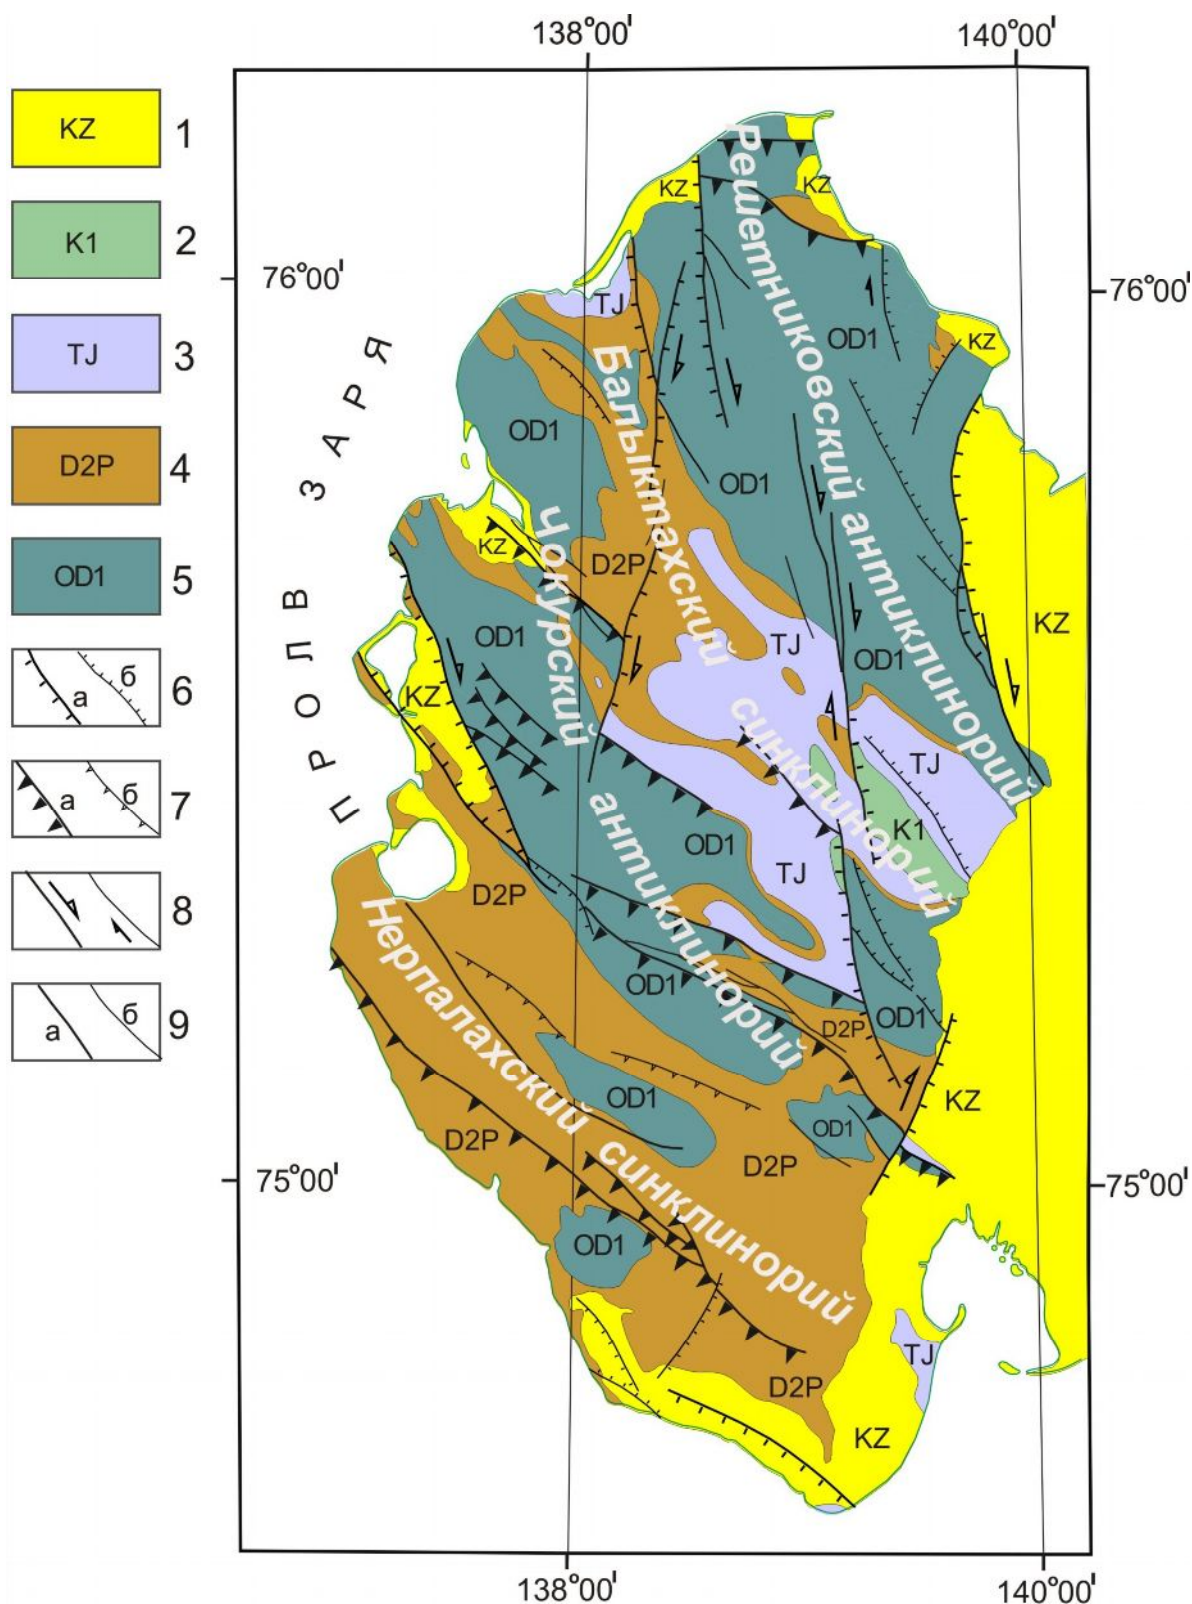 138°00'
140°00'
KZ 1
K1 2
TJ 3
D2P 4
OD1 5
а б 6
а б 7
8
а б 9
76°00'
76°00'
75°00'
75°00'
ПРОЛВ ЗАРЯ
Решетниковский антиклинорий
Балыктахский синклинорий
Чокурский антиклинорий
Нерпалахский синклинорий
KZ
KZ
TJ
OD1
KZ
OD1
OD1
KZ
D2P
OD1
TJ
OD1
KZ
KZ
TJ
K1
OD1
TJ
D2P
OD1
D2P
OD1
KZ
OD1
OD1
D2P
D2P
OD1
TJ
D2P
KZ
138°00'
140°00'